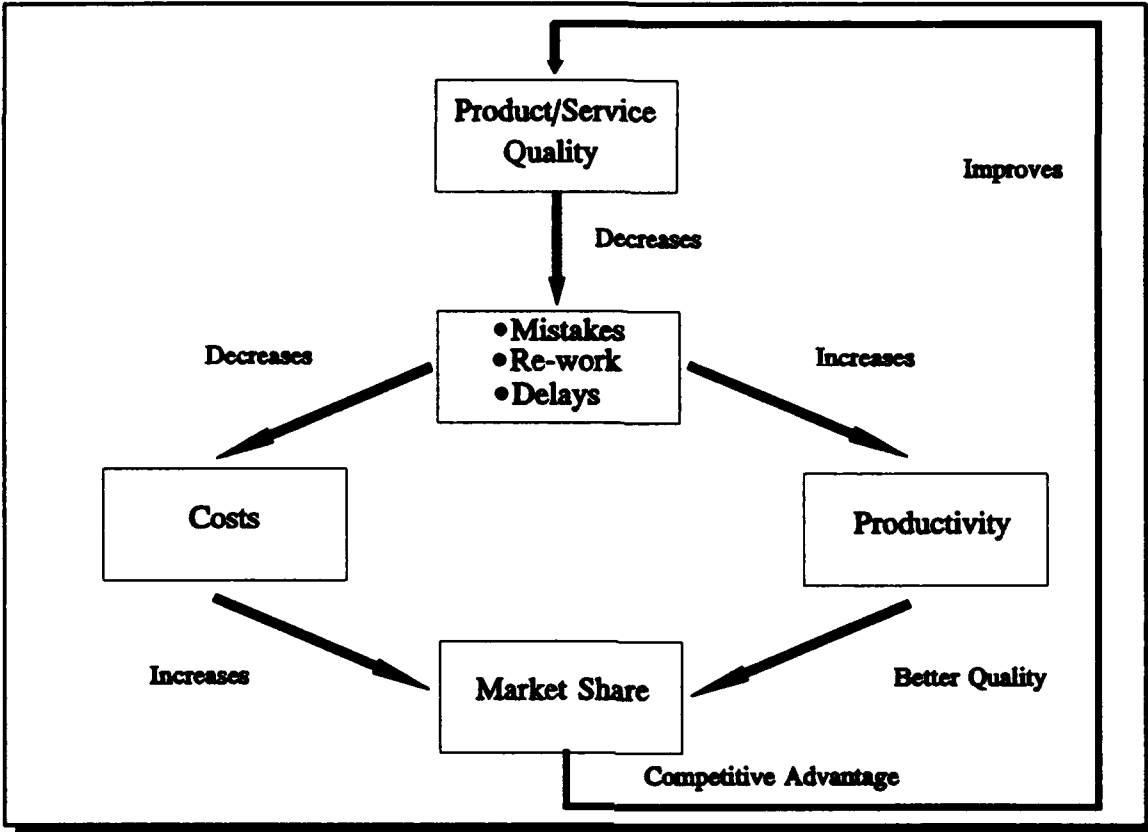 Product/Service
Quality
Improves
Decreases
•Mistakes
•Re-work
•Delays
Decreases
Increases
Costs
Productivity
Increases
Market Share
Better Quality
Competitive Advantage